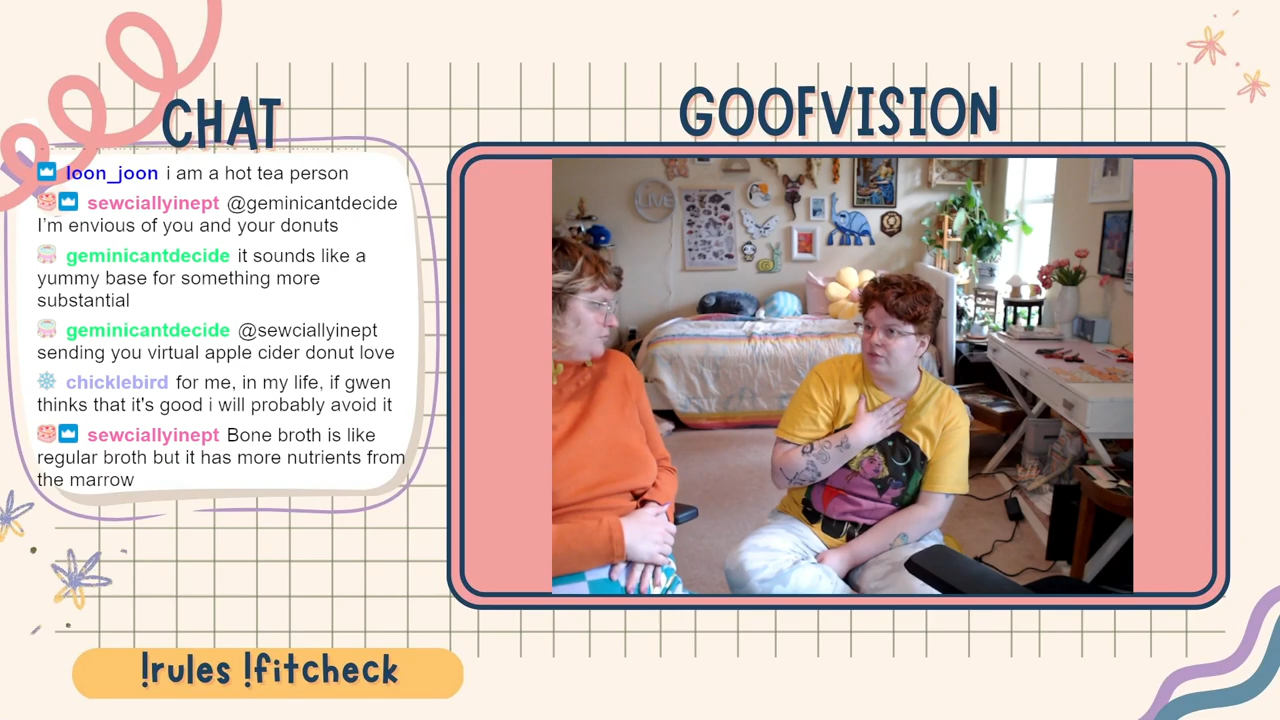 CHAT
GOOFVISION
loon_joon i am a hot tea person
sewciallyinept @geminicantdecide
I'm envious of you and your donuts
geminicantdecide it sounds like a
yummy base for something more
substantial
geminicantdecide @sewciallyinept
sending you virtual apple cider donut love
chicklebird for me, in my life, if gwen
thinks that it's good i will probably avoid it
sewciallyinept Bone broth is like
regular broth but it has more nutrients from
the marrow
LIVE
!rules !fitcheck